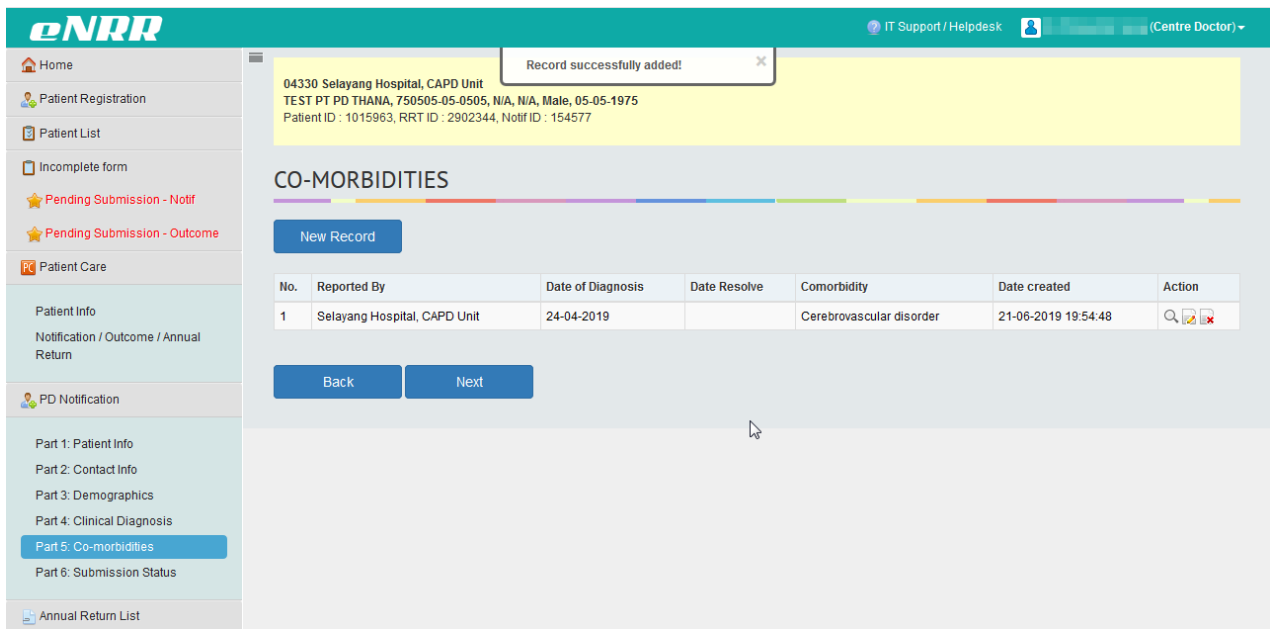 eNRR
IT Support / Helpdesk
(Centre Doctor)
Record successfully added!
×
Home
Patient Registration
Patient List
Incomplete form
Pending Submission - Notif
Pending Submission - Outcome
PC Patient Care
Patient Info
Notification / Outcome / Annual
Return
PD Notification
Part 1: Patient Info
Part 2: Contact Info
Part 3: Demographics
Part 4: Clinical Diagnosis
Part 5: Co-morbidities
Part 6: Submission Status
Annual Return List
04330 Selayang Hospital, CAPD Unit
TEST PT PD THANA, 750505-05-0505, N/A, N/A, Male, 05-05-1975
Patient ID : 1015963, RRT ID : 2902344, Notif ID : 154577
CO-MORBIDITIES
New Record
No. Reported By Date of Diagnosis Date Resolve Comorbidity Date created Action
1 Selayang Hospital, CAPD Unit 24-04-2019 Cerebrovascular disorder 21-06-2019 19:54:48
Back Next